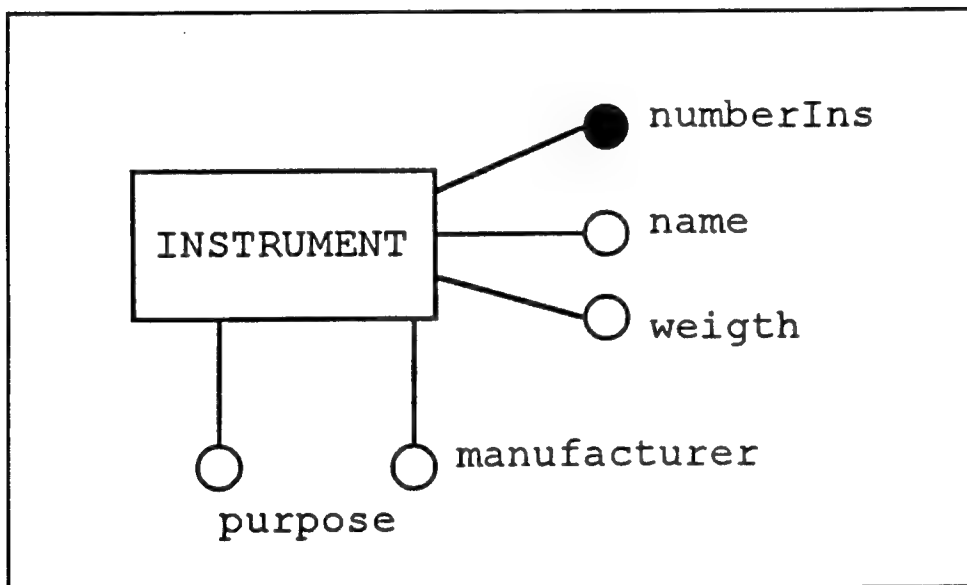 numberIns
name
INSTRUMENT
weigth
manufacturer
purpose